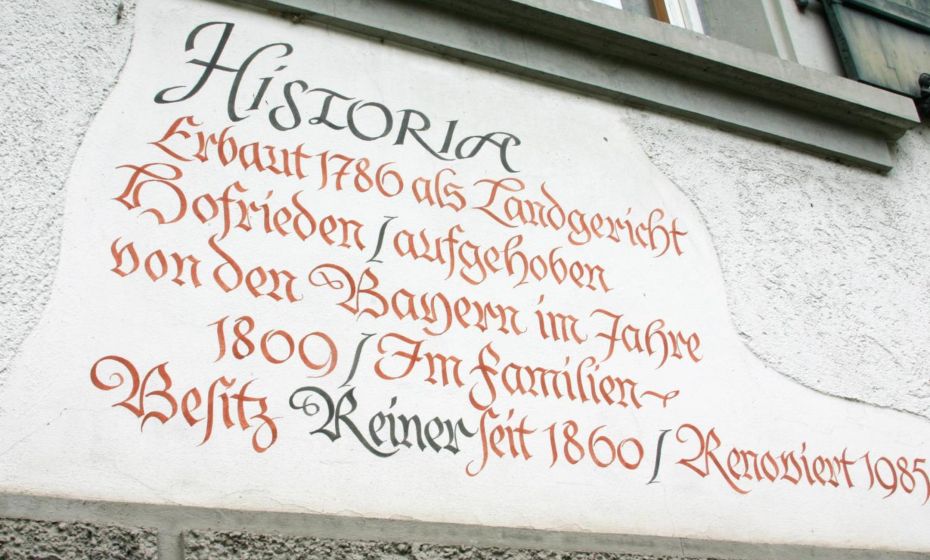 HISTORIA
Erbaut 1786 als Landgericht
Hofrieden / aufgehoben
von den Bayern im Jahre
1809 / Im Familien~
Beſitz Reiner ſeit 1860 / Renoviert 1985